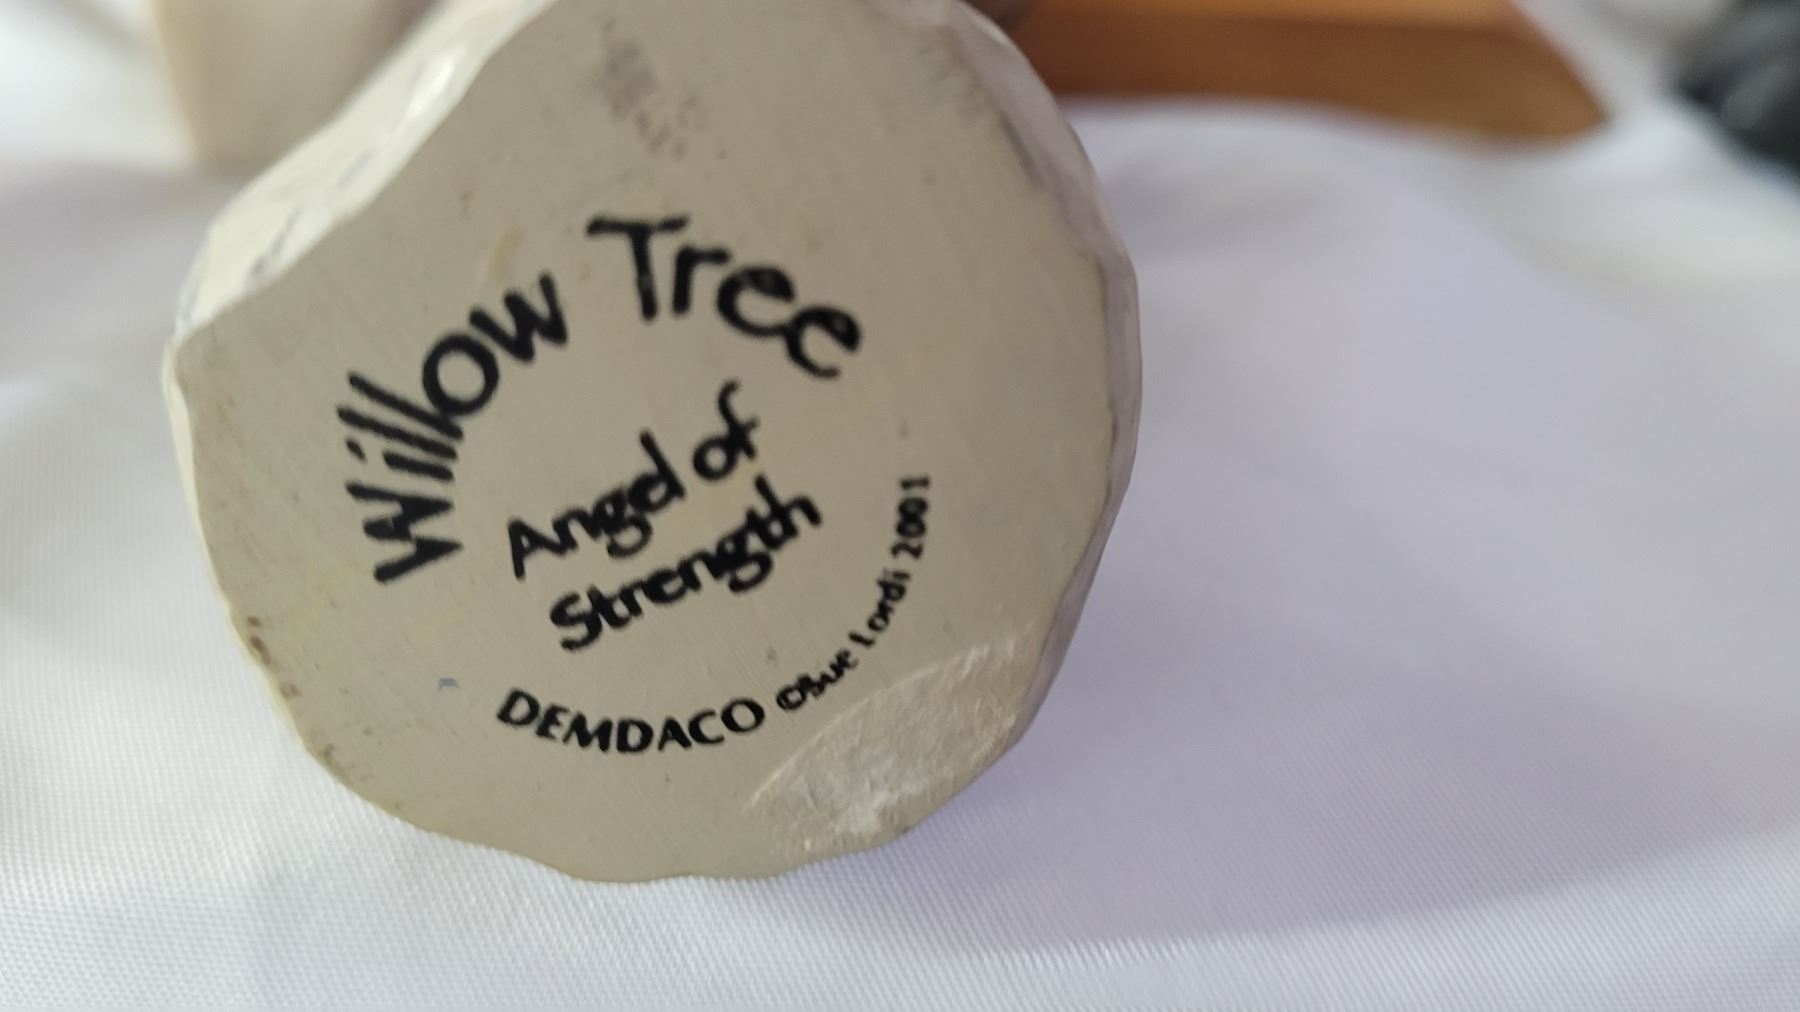 Willow Tree
Angel of
Strength
DEMDACO ©Sue Lordi 2001